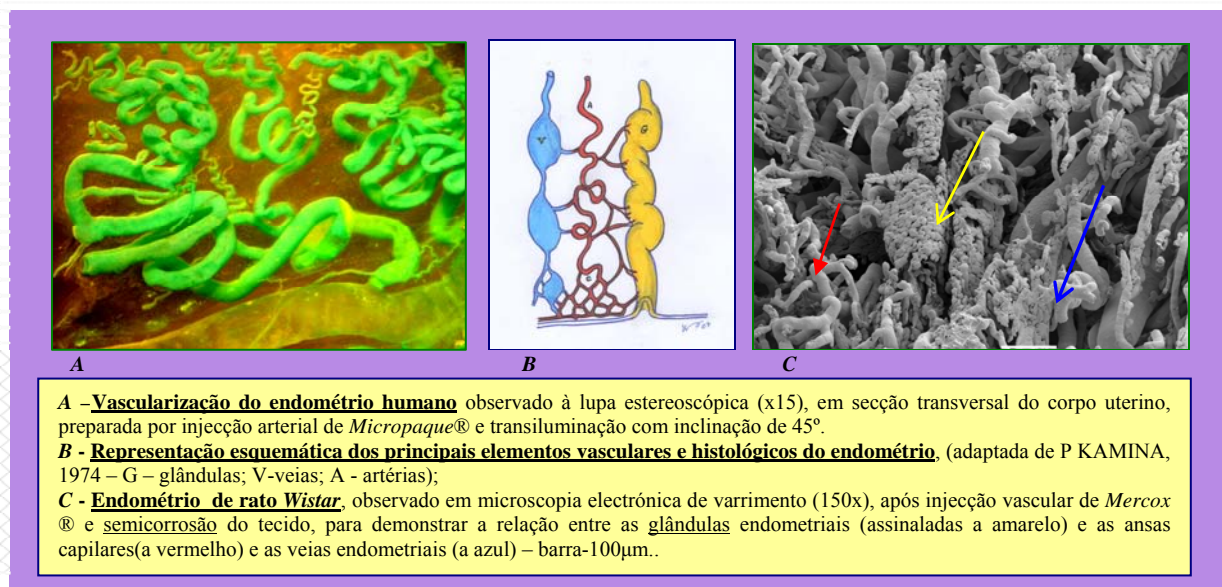 A
B
C
V
A
G
C
A –Vascularização do endométrio humano observado à lupa estereoscópica (x15), em secção transversal do corpo uterino,
preparada por injecção arterial de Micropaque® e transiluminação com inclinação de 45º.
B - Representação esquemática dos principais elementos vasculares e histológicos do endométrio, (adaptada de P KAMINA,
1974 – G – glândulas; V-veias; A - artérias);
C - Endométrio de rato Wistar, observado em microscopia electrónica de varrimento (150x), após injecção vascular de Mercox
® e semicorrosão do tecido, para demonstrar a relação entre as glândulas endometriais (assinaladas a amarelo) e as ansas
capilares(a vermelho) e as veias endometriais (a azul) – barra-100µm..